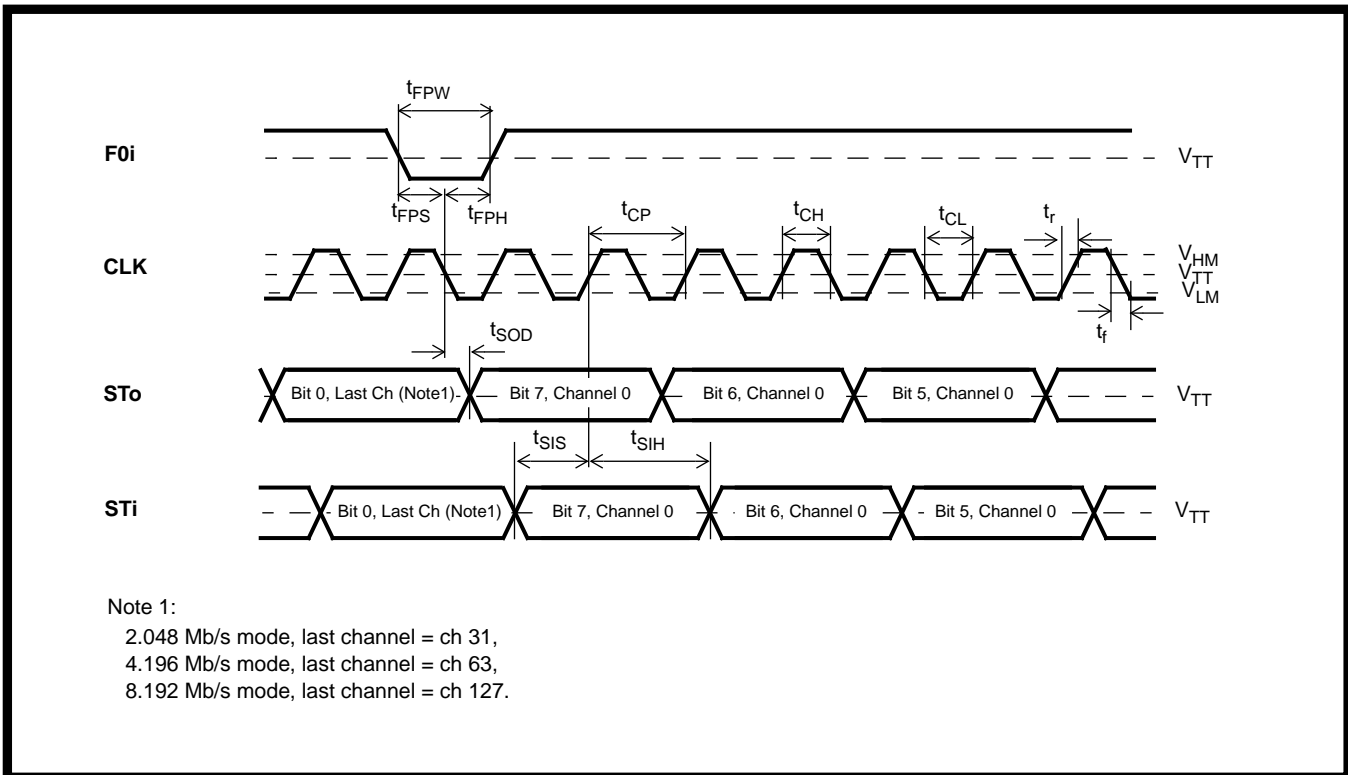 tFPW
F0i
VTT
tFPS
tFPH
tCP
tCH
tCL
tr
CLK
VHM
VTT
VLM
tf
tSOD
STo
Bit 0, Last Ch (Note1)
Bit 7, Channel 0
Bit 6, Channel 0
Bit 5, Channel 0
VTT
tSIS
tSIH
STi
Bit 0, Last Ch (Note1)
Bit 7, Channel 0
Bit 6, Channel 0
Bit 5, Channel 0
VTT
Note 1:
2.048 Mb/s mode, last channel = ch 31,
4.196 Mb/s mode, last channel = ch 63,
8.192 Mb/s mode, last channel = ch 127.